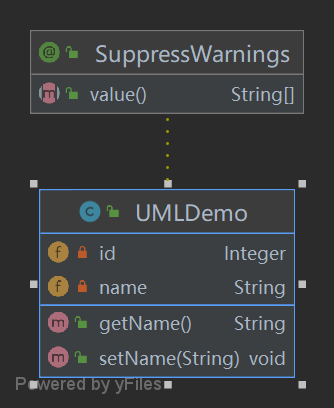 @ SuppressWarnings
m value() String[]
C UMLDemo
f id Integer
f name String
m getName() String
m setName(String) void
Powered by yFiles